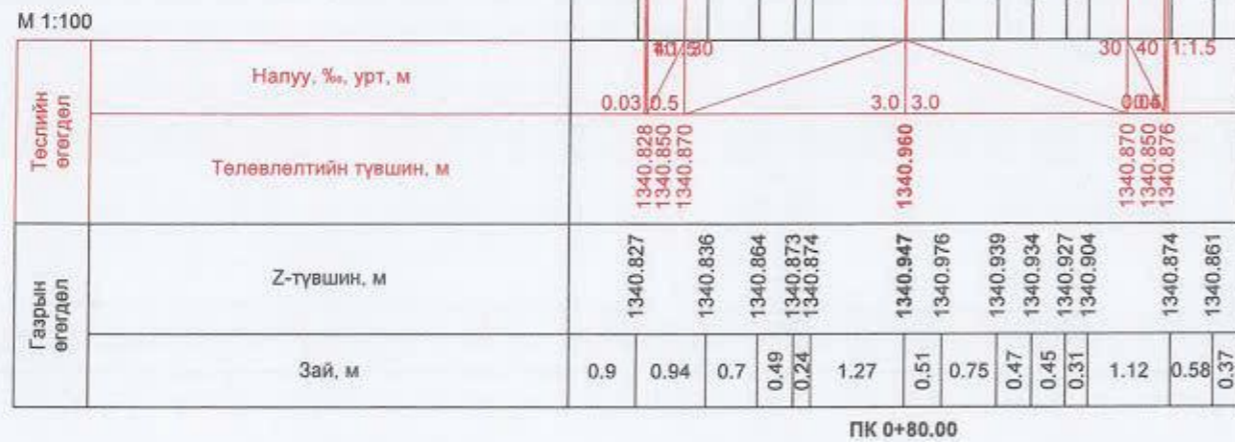 М 1:100
Төслийн өгөгдөл
Налуу, ‰, урт, м
30 40 1:1.5
0.03 0.5 3.0 3.0
Төлөвлөлтийн түвшин, м
1340.828 1340.850 1340.870 1340.960 1340.870 1340.850 1340.876
Газрын өгөгдөл
Z-түвшин, м
1340.827 1340.836 1340.864 1340.873 1340.874 1340.947 1340.976 1340.939 1340.934 1340.927 1340.904 1340.874 1340.861
Зай, м
0.9 0.94 0.7 0.49 0.24 1.27 0.51 0.75 0.47 0.45 0.31 1.12 0.58 0.37
ПК 0+80.00